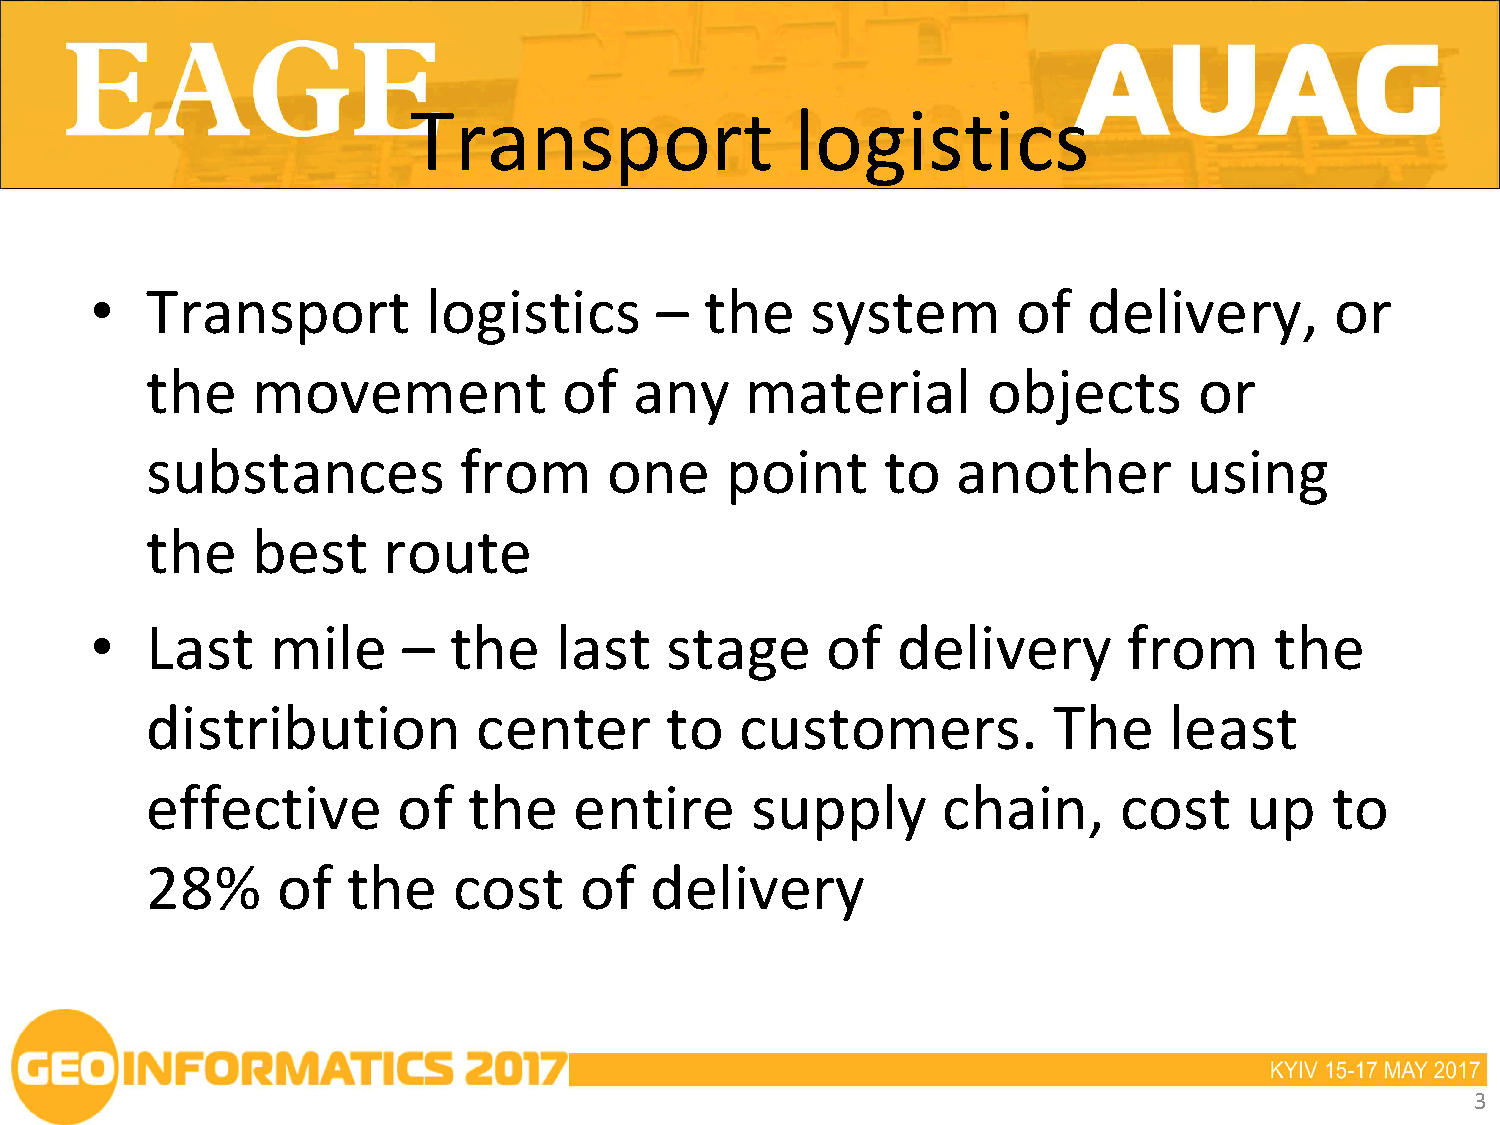 EAGE
AUAG
Transport logistics
• Transport logistics – the system of delivery, or
the movement of any material objects or
substances from one point to another using
the best route
• Last mile – the last stage of delivery from the
distribution center to customers. The least
effective of the entire supply chain, cost up to
28% of the cost of delivery
GEOINFORMATICS 2017
KYIV 15-17 MAY 2017
3